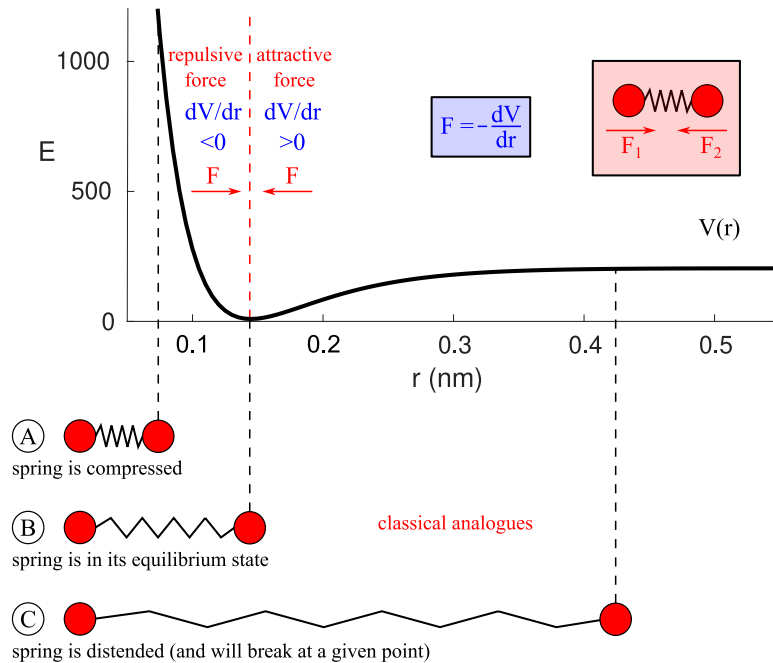 1000
500
0
E
repulsive
force
dV/dr
<0
F
attractive
force
dV/dr
>0
F
F = - dV/dr
F1 F2
V(r)
0.1 0.2 0.3 0.4 0.5
r (nm)
A
spring is compressed
B
spring is in its equilibrium state
classical analogues
C
spring is distended (and will break at a given point)